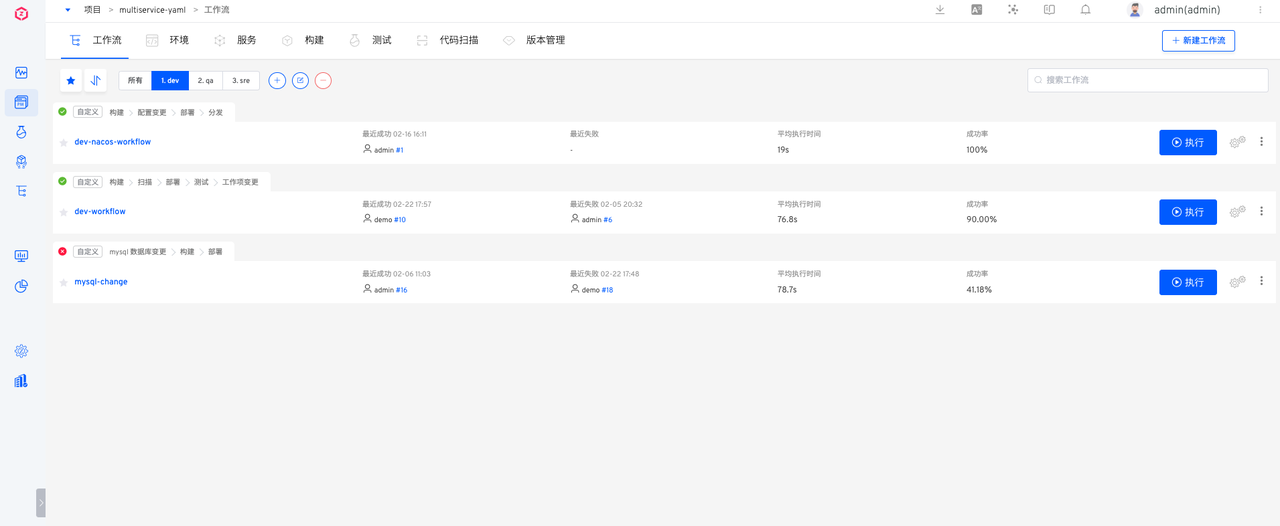 项目 > multiservice-yaml > 工作流 admin(admin)
工作流 环境 服务 构建 测试 代码扫描 版本管理 + 新建工作流
所有 1. dev 2. qa 3. sre 搜索工作流
自定义 构建 > 配置变更 > 部署 > 分发
dev-nacos-workflow
最近成功 02-16 16:11
admin #1
最近失败
-
平均执行时间
19s
成功率
100%
执行
自定义 构建 > 扫描 > 部署 > 测试 > 工作项变更
dev-workflow
最近成功 02-22 17:57
demo #10
最近失败 02-05 20:32
admin #6
平均执行时间
76.8s
成功率
90.00%
执行
自定义 mysql 数据库变更 > 构建 > 部署
mysql-change
最近成功 02-06 11:03
admin #16
最近失败 02-22 17:48
demo #18
平均执行时间
78.7s
成功率
41.18%
执行